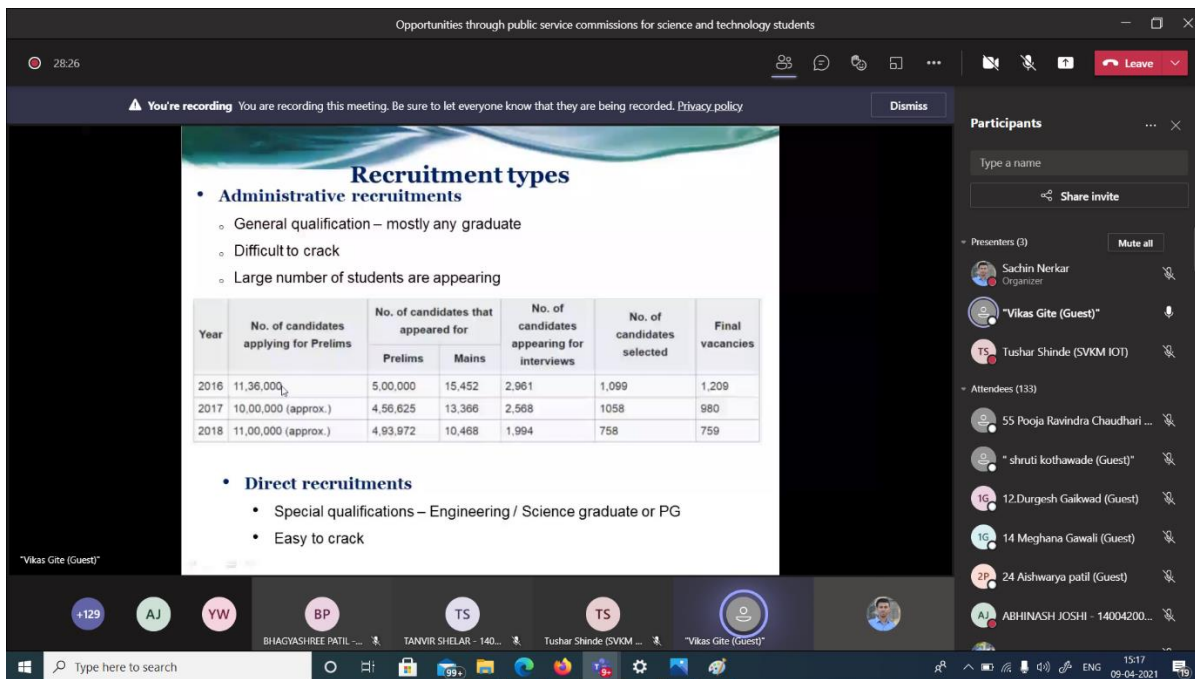 Opportunities through public service commissions for science and technology students
28:26
Leave
You're recording You are recording this meeting. Be sure to let everyone know that they are being recorded. Privacy policy
Dismiss
Recruitment types
• Administrative recruitments
◦ General qualification – mostly any graduate
◦ Difficult to crack
◦ Large number of students are appearing
Year No. of candidates applying for Prelims No. of candidates that appeared for No. of candidates appearing for interviews No. of candidates selected Final vacancies
Prelims Mains
2016 11,36,000 5,00,000 15,452 2,961 1,099 1,209
2017 10,00,000 (approx.) 4,56,625 13,366 2,568 1058 980
2018 11,00,000 (approx.) 4,93,972 10,468 1,994 758 759
• Direct recruitments
• Special qualifications – Engineering / Science graduate or PG
• Easy to crack
"Vikas Gite (Guest)"
+129 AJ YW BP TS TS
BHAGYASHREE PATIL -... TANVIR SHELAR - 140... Tushar Shinde (SVKM ... "Vikas Gite (Guest)"
Participants
Type a name
Share invite
Presenters (3) Mute all
Sachin Nerkar
Organizer
"Vikas Gite (Guest)"
TS Tushar Shinde (SVKM IOT)
Attendees (133)
55 Pooja Ravindra Chaudhari ...
" shruti kothawade (Guest)"
1G 12.Durgesh Gaikwad (Guest)
1G 14 Meghana Gawali (Guest)
2P 24 Aishwarya patil (Guest)
AJ ABHINASH JOSHI - 14004200...
Type here to search
99+
9+
ENG
15:17
09-04-2021
19